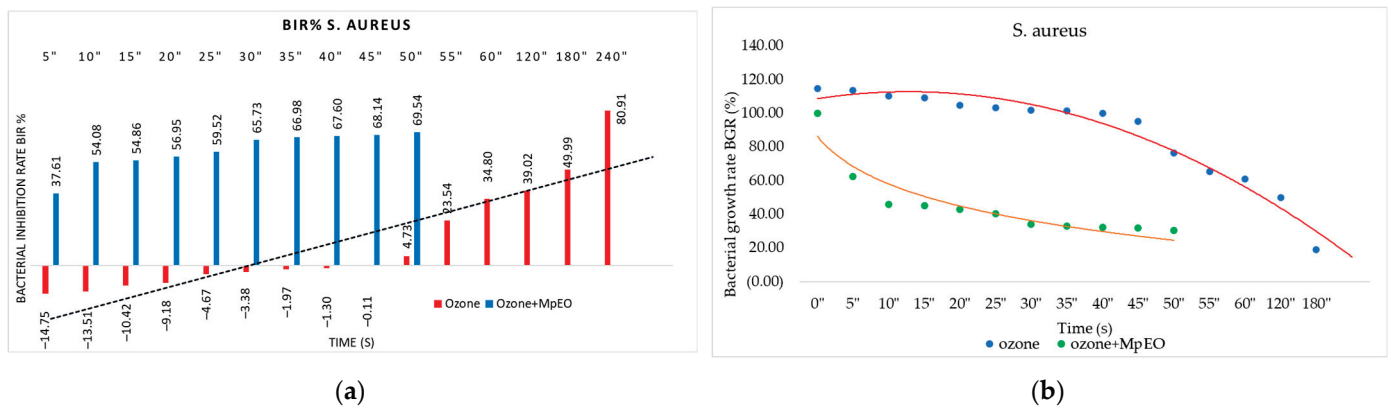 BIR% S. AUREUS
5" 10" 15" 20" 25" 30" 35" 40" 45" 50" 55" 60" 120" 180" 240"
BACTERIAL INHIBITION RATE BIR %
37.61 54.08 54.86 56.95 59.52 65.73 66.98 67.60 68.14 69.54
4.73 23.54 34.80 39.02 49.99 80.91
−14.75 −13.51 −10.42 −9.18 −4.67 −3.38 −1.97 −1.30 −0.11
Ozone Ozone+MpEO
TIME (S)
(a)
S. aureus
Bacterial growth rate BGR (%)
140.00
120.00
100.00
80.00
60.00
40.00
20.00
(0.00)
0" 5" 10" 15" 20" 25" 30" 35" 40" 45" 50" 55" 60" 120" 180"
Time (s)
ozone ozone+MpEO
(b)